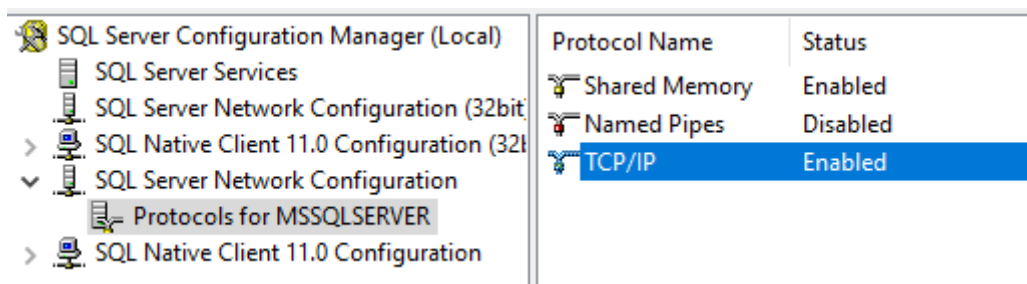 SQL Server Configuration Manager (Local)
SQL Server Services
SQL Server Network Configuration (32bit
SQL Native Client 11.0 Configuration (32
SQL Server Network Configuration
Protocols for MSSQLSERVER
SQL Native Client 11.0 Configuration
Protocol Name Status
Shared Memory Enabled
Named Pipes Disabled
TCP/IP Enabled